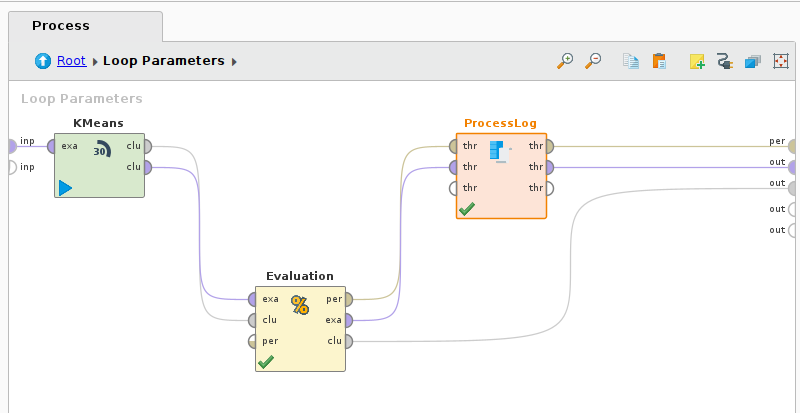 Process
Root Loop Parameters
Loop Parameters
KMeans
inp
exa
30
clu
inp
clu
ProcessLog
thr
thr
per
thr
thr
out
thr
thr
out
out
out
Evaluation
exa
%
per
clu
exa
per
clu